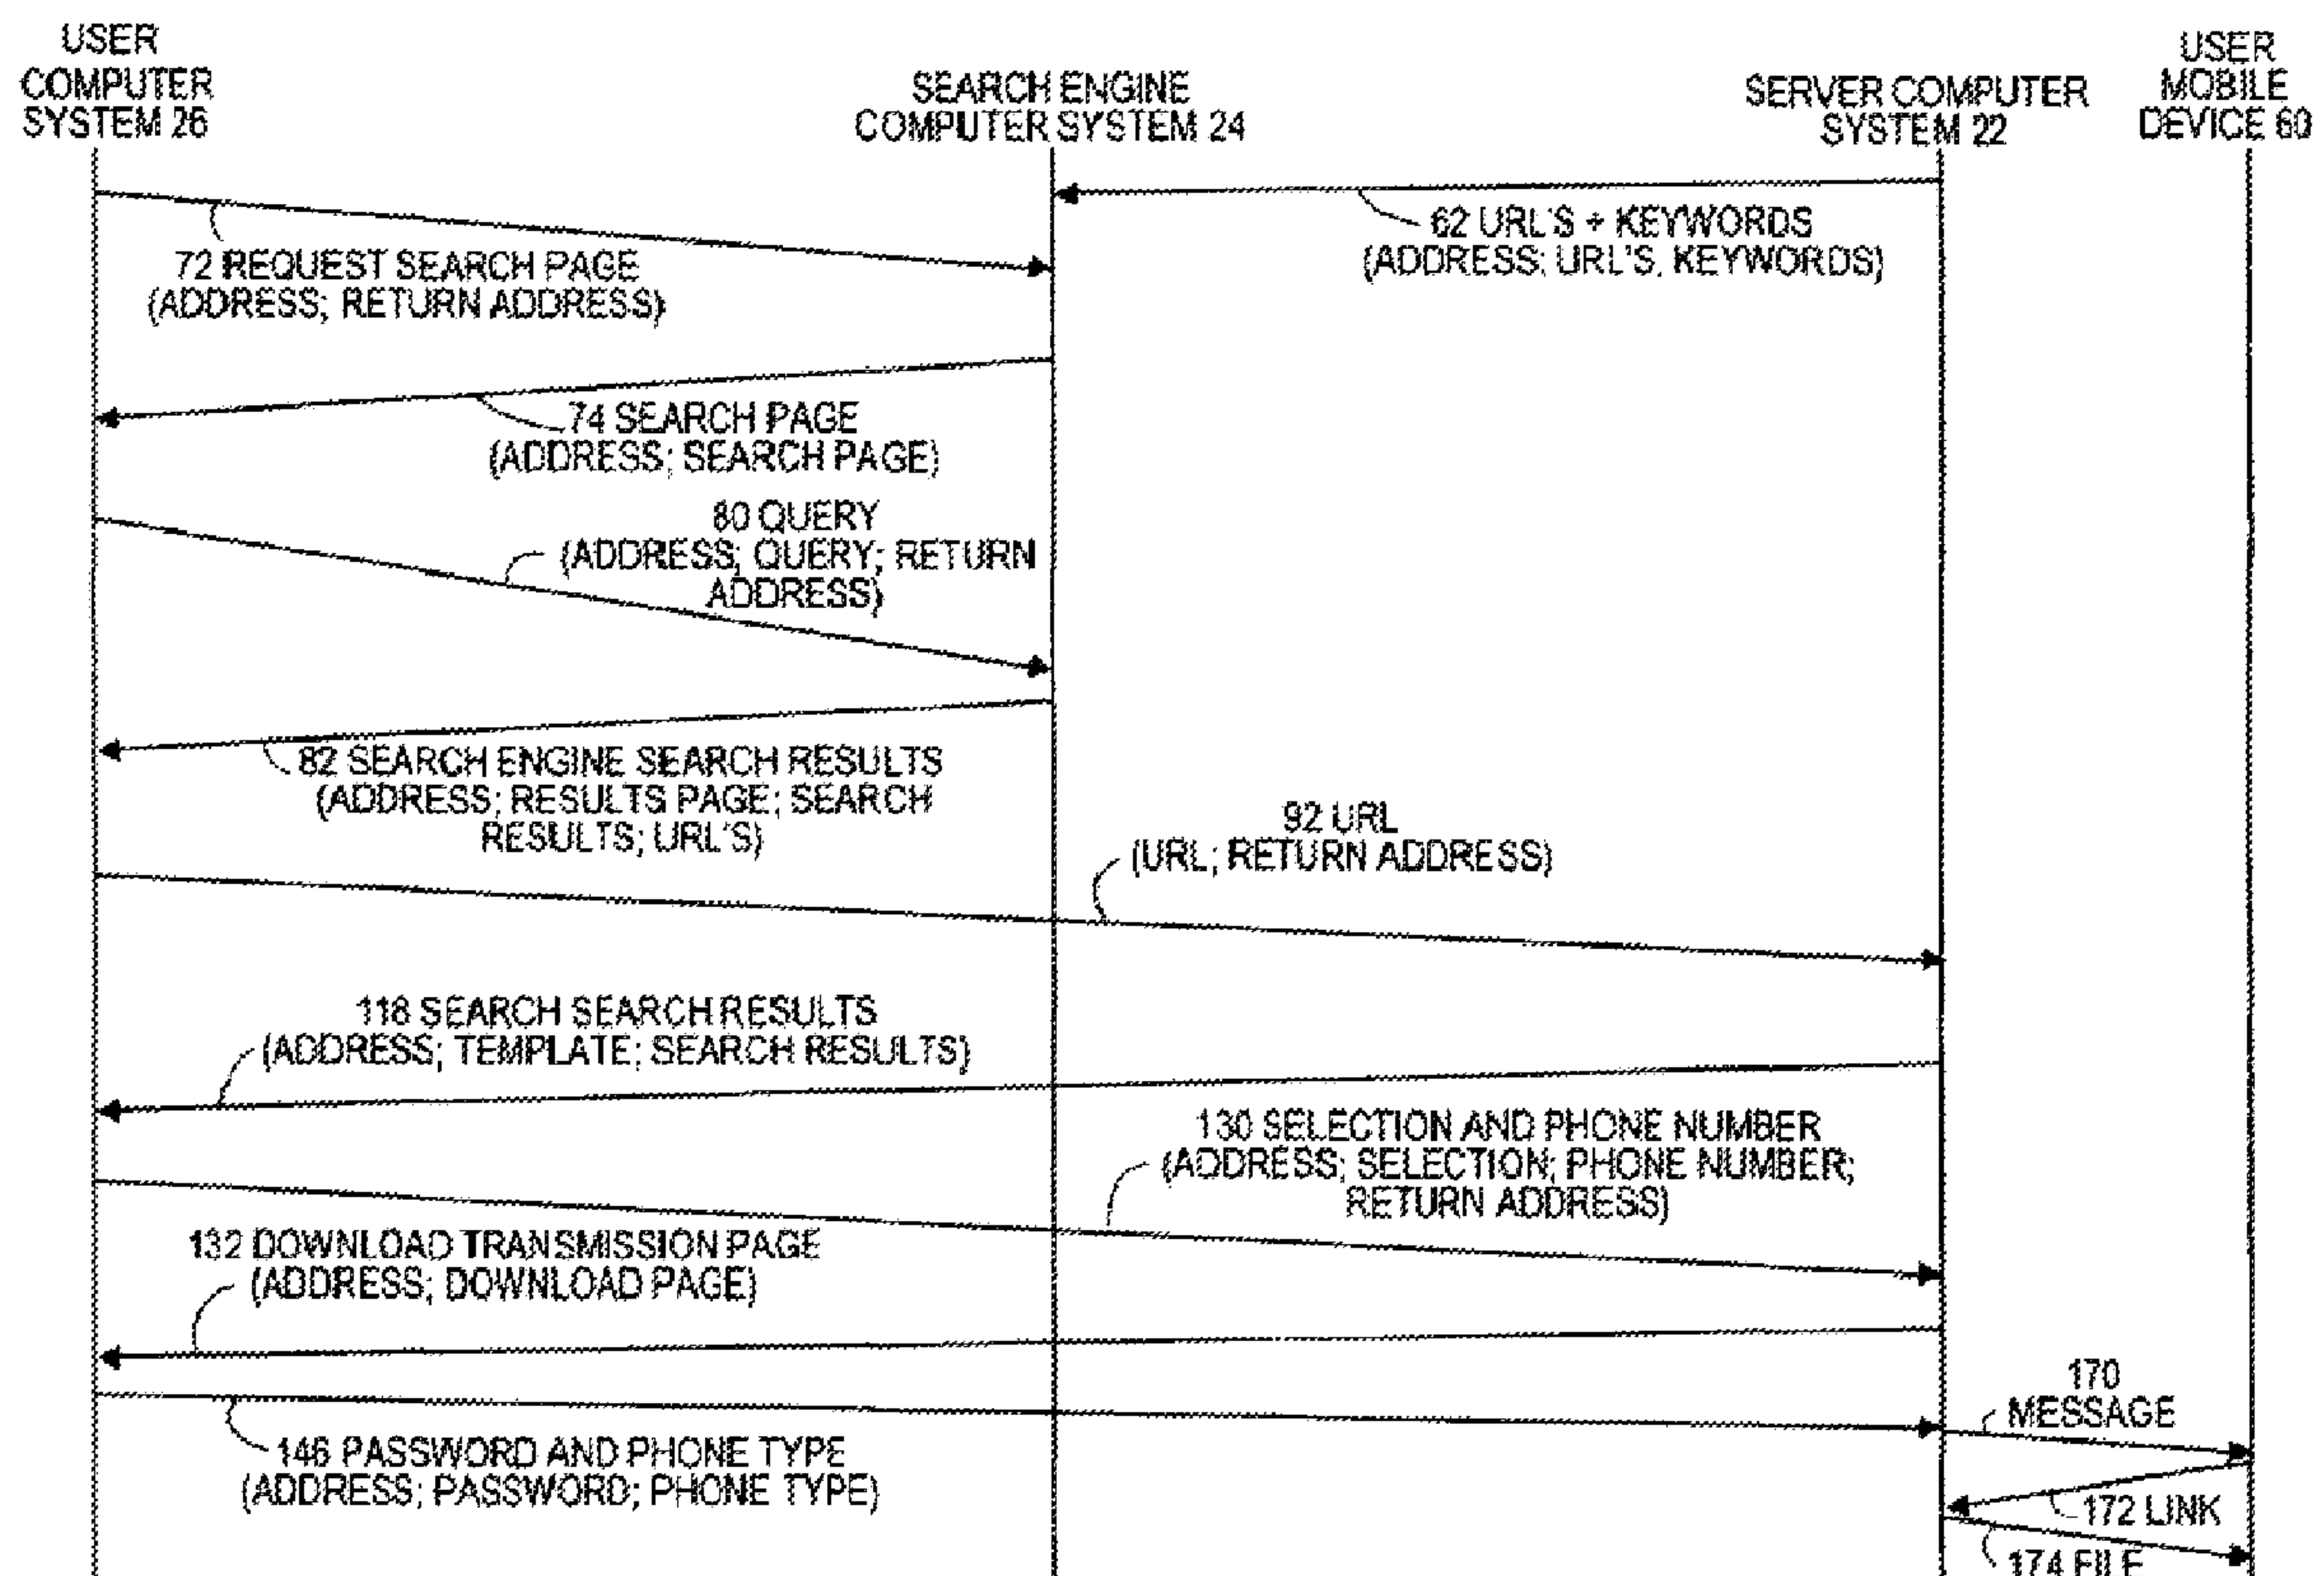 USER
COMPUTER
SYSTEM 26
SEARCH ENGINE
COMPUTER SYSTEM 24
SERVER COMPUTER
SYSTEM 22
USER
MOBILE
DEVICE 60
62 URL'S + KEYWORDS
(ADDRESS; URL'S, KEYWORDS)
72 REQUEST SEARCH PAGE
(ADDRESS; RETURN ADDRESS)
74 SEARCH PAGE
(ADDRESS; SEARCH PAGE)
80 QUERY
(ADDRESS; QUERY; RETURN
ADDRESS)
82 SEARCH ENGINE SEARCH RESULTS
(ADDRESS; RESULTS PAGE; SEARCH
RESULTS; URL'S)
92 URL
(URL; RETURN ADDRESS)
118 SEARCH SEARCH RESULTS
(ADDRESS; TEMPLATE; SEARCH RESULTS)
130 SELECTION AND PHONE NUMBER
(ADDRESS; SELECTION; PHONE NUMBER;
RETURN ADDRESS)
132 DOWNLOAD TRANSMISSION PAGE
(ADDRESS; DOWNLOAD PAGE)
146 PASSWORD AND PHONE TYPE
(ADDRESS; PASSWORD; PHONE TYPE)
170
MESSAGE
172 LINK
174 FILE